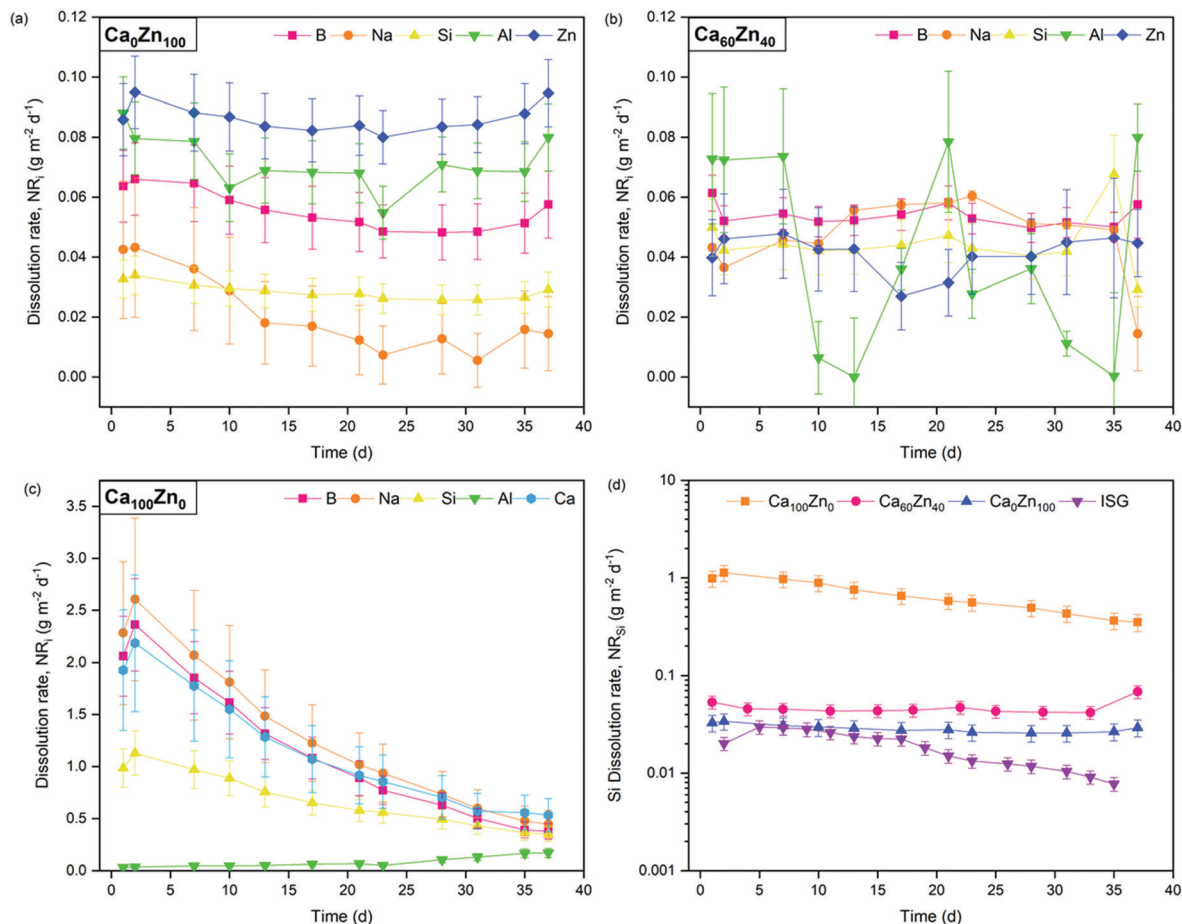 (a)
Ca₀Zn₁₀₀
B Na Si Al Zn
Dissolution rate, NRᵢ (g m⁻² d⁻¹)
0.12
0.10
0.08
0.06
0.04
0.02
0.00
0 5 10 15 20 25 30 35 40
Time (d)
(b)
Ca₆₀Zn₄₀
B Na Si Al Zn
Dissolution rate, NRᵢ (g m⁻² d⁻¹)
0.12
0.10
0.08
0.06
0.04
0.02
0.00
0 5 10 15 20 25 30 35 40
Time (d)
(c)
Ca₁₀₀Zn₀
B Na Si Al Ca
Dissolution rate, NRᵢ (g m⁻² d⁻¹)
3.5
3.0
2.5
2.0
1.5
1.0
0.5
0.0
0 5 10 15 20 25 30 35 40
Time (d)
(d)
Ca₁₀₀Zn₀ Ca₆₀Zn₄₀ Ca₀Zn₁₀₀ ISG
Si Dissolution rate, NR_Si (g m⁻² d⁻¹)
10
1
0.1
0.01
0.001
0 5 10 15 20 25 30 35 40
Time (d)